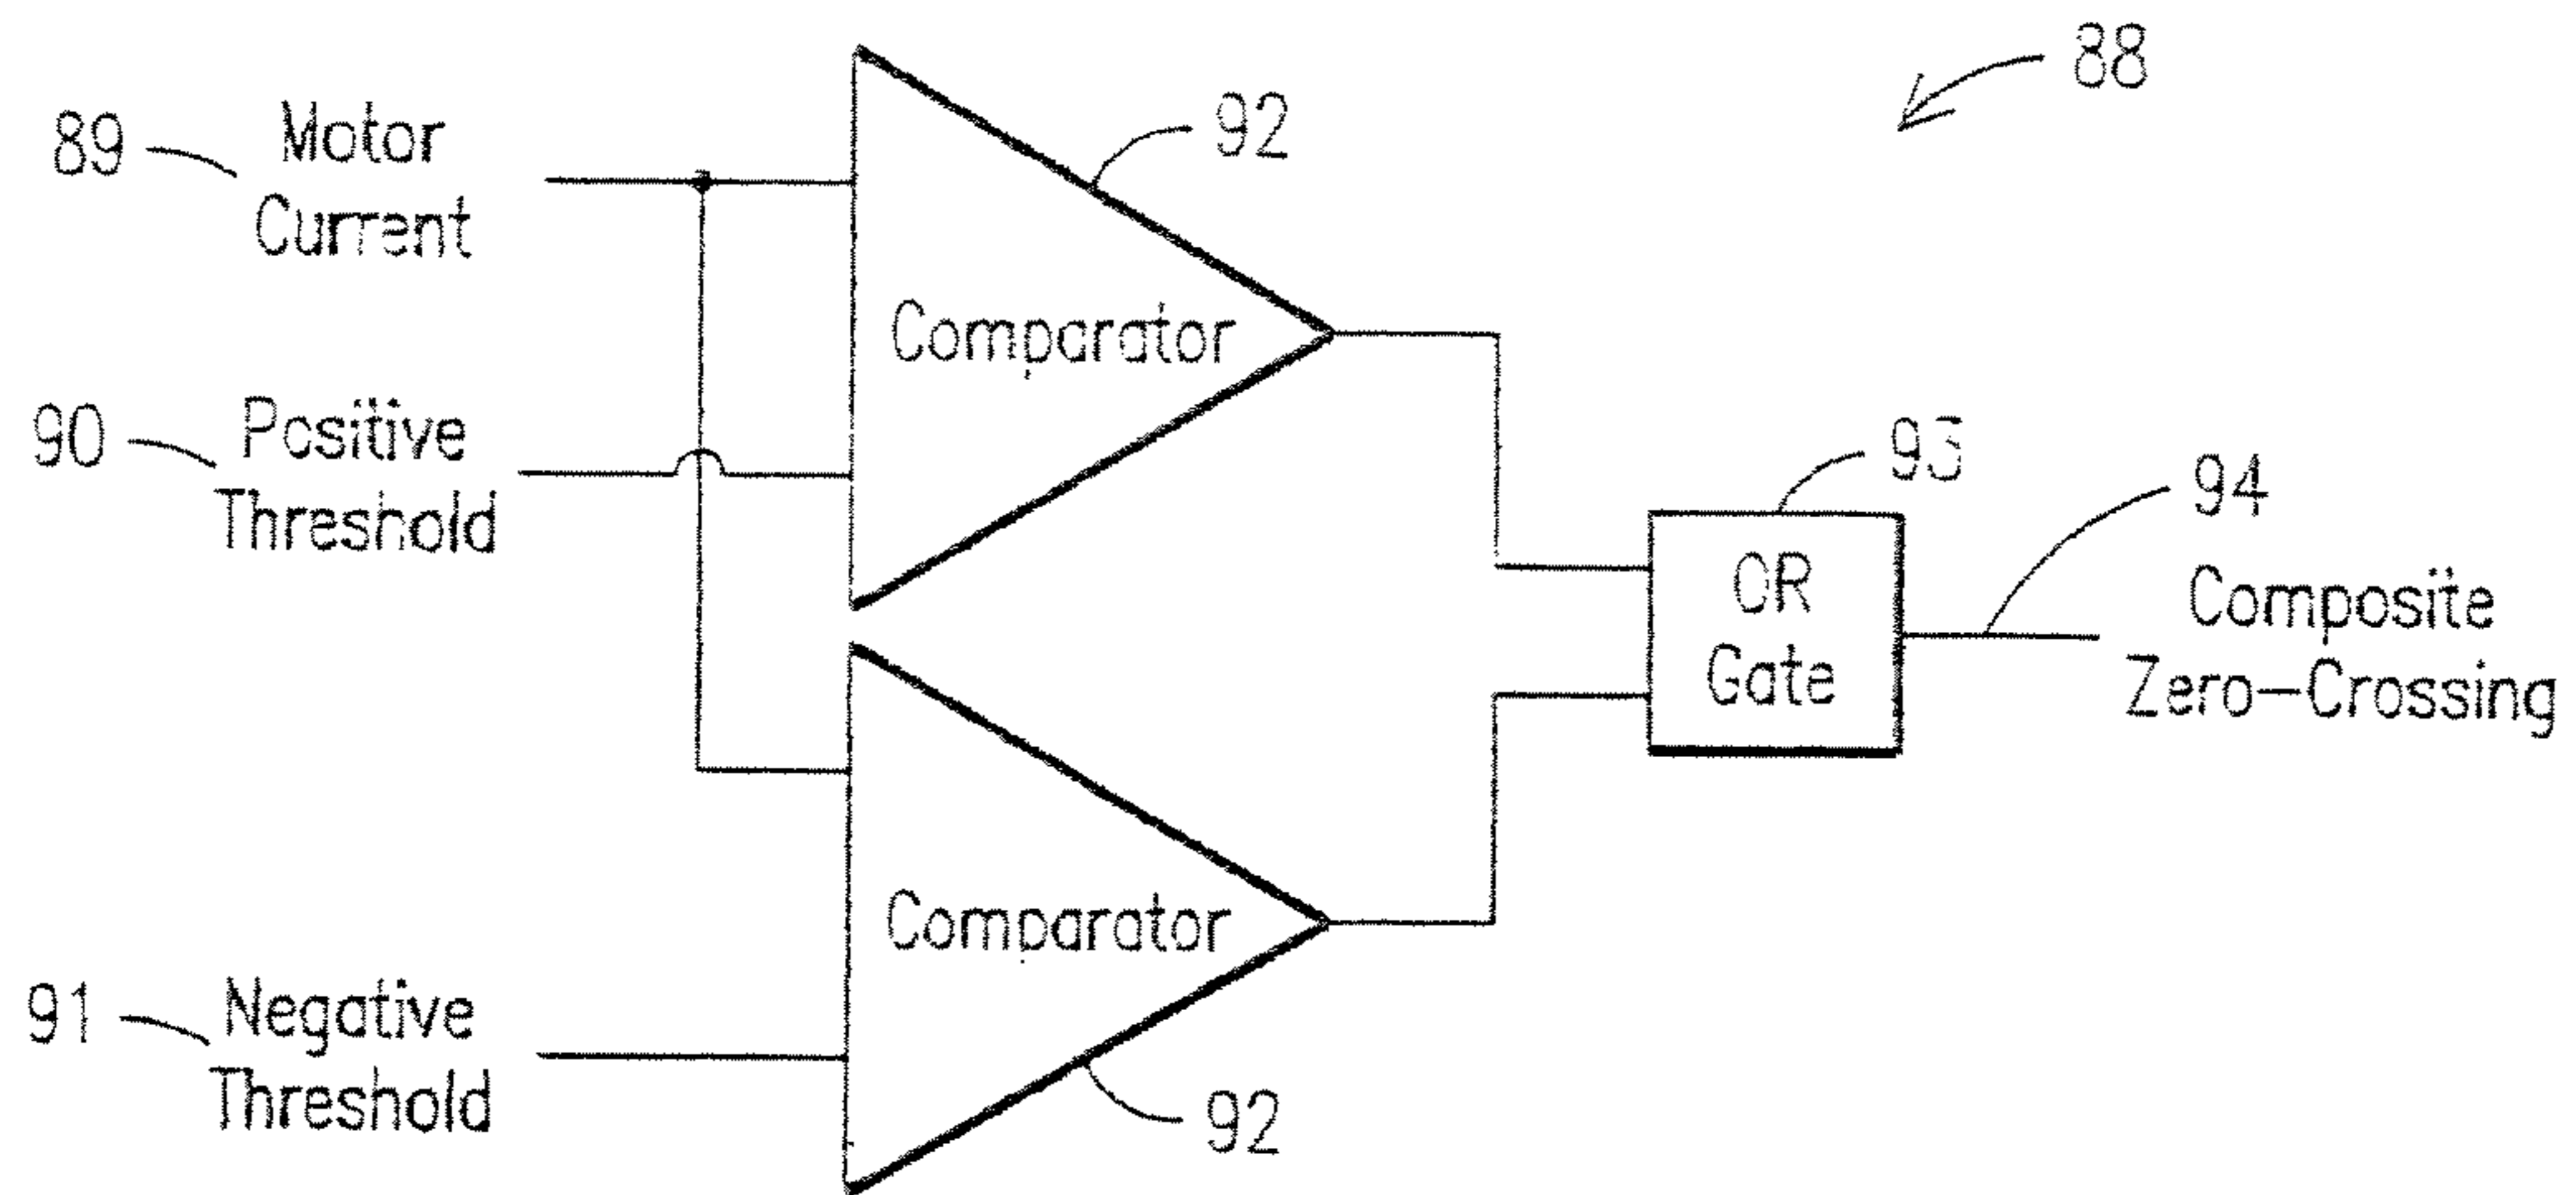 88
92
89
Motor
Current
Comparator
90
Positive
Threshold
93
94
OR
Gate
Composite
Zero-Crossing
Comparator
91
Negative
Threshold
92